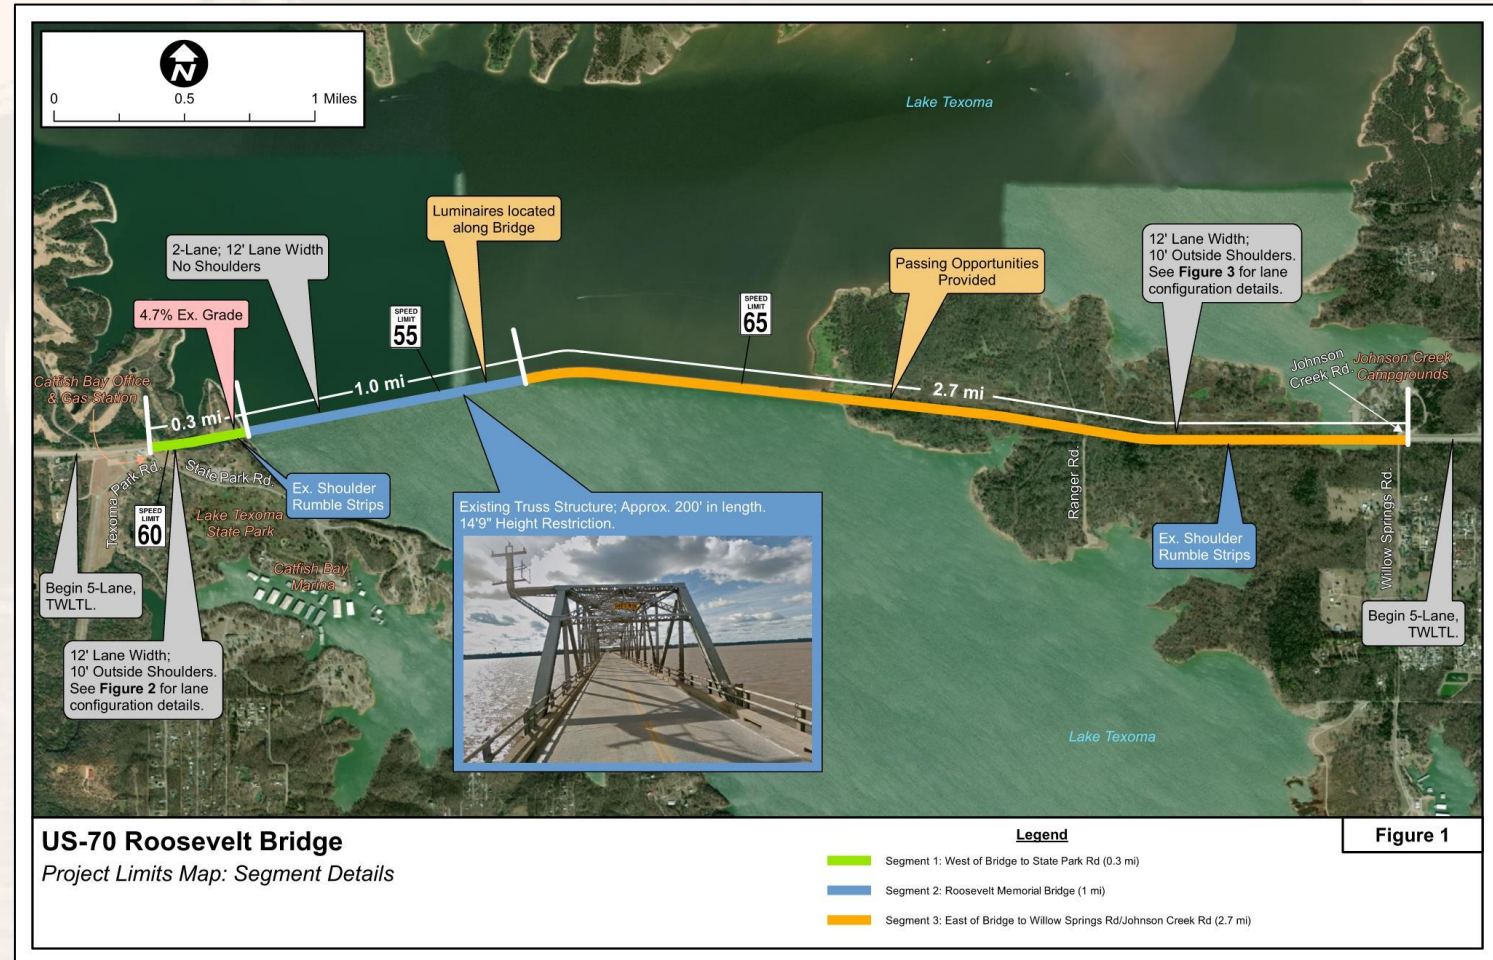 N
0 0.5 1 Miles
Lake Texoma
Luminaires located
along Bridge
2-Lane; 12' Lane Width
No Shoulders
12' Lane Width;
10' Outside Shoulders.
See Figure 3 for lane
configuration details.
Passing Opportunities
Provided
4.7% Ex. Grade
SPEED
LIMIT
55
SPEED
LIMIT
65
Catfish Bay Office
& Gas Station
0.3 mi
1.0 mi
2.7 mi
Johnson
Creek Rd.
Johnson Creek
Campgrounds
Texoma Park Rd.
State Park Rd.
Ex. Shoulder
Rumble Strips
SPEED
LIMIT
60
Lake Texoma
State Park
Catfish Bay
Marina
Existing Truss Structure; Approx. 200' in length.
14'9" Height Restriction.
Ranger Rd.
Ex. Shoulder
Rumble Strips
Willow Springs Rd.
Begin 5-Lane,
TWLTL.
Begin 5-Lane,
TWLTL.
12' Lane Width;
10' Outside Shoulders.
See Figure 2 for lane
configuration details.
Lake Texoma
US-70 Roosevelt Bridge
Project Limits Map: Segment Details
Legend
Segment 1: West of Bridge to State Park Rd (0.3 mi)
Segment 2: Roosevelt Memorial Bridge (1 mi)
Segment 3: East of Bridge to Willow Springs Rd/Johnson Creek Rd (2.7 mi)
Figure 1